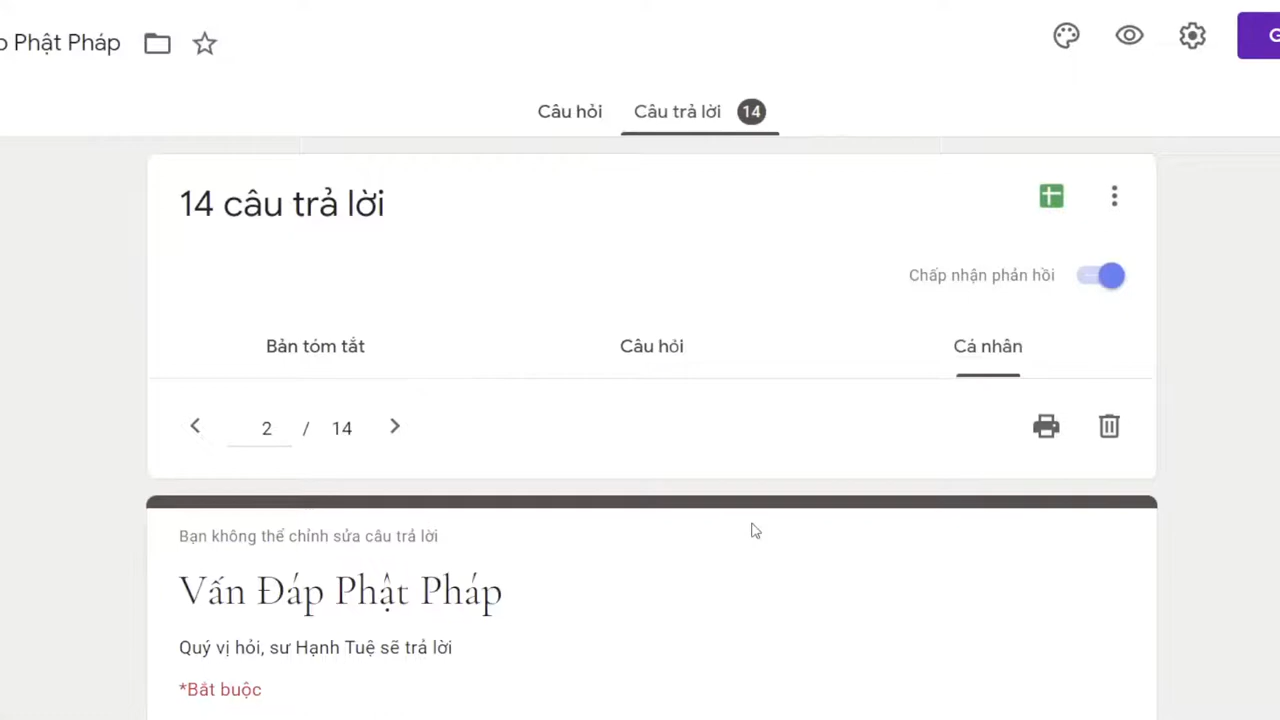 Phật Pháp
Câu hỏi
Câu trả lời 14
14 câu trả lời
Chấp nhận phản hồi
Bản tóm tắt
Câu hỏi
Cá nhân
2 / 14
Bạn không thể chỉnh sửa câu trả lời
Vấn Đáp Phật Pháp
Quý vị hỏi, sư Hạnh Tuệ sẽ trả lời
*Bắt buộc